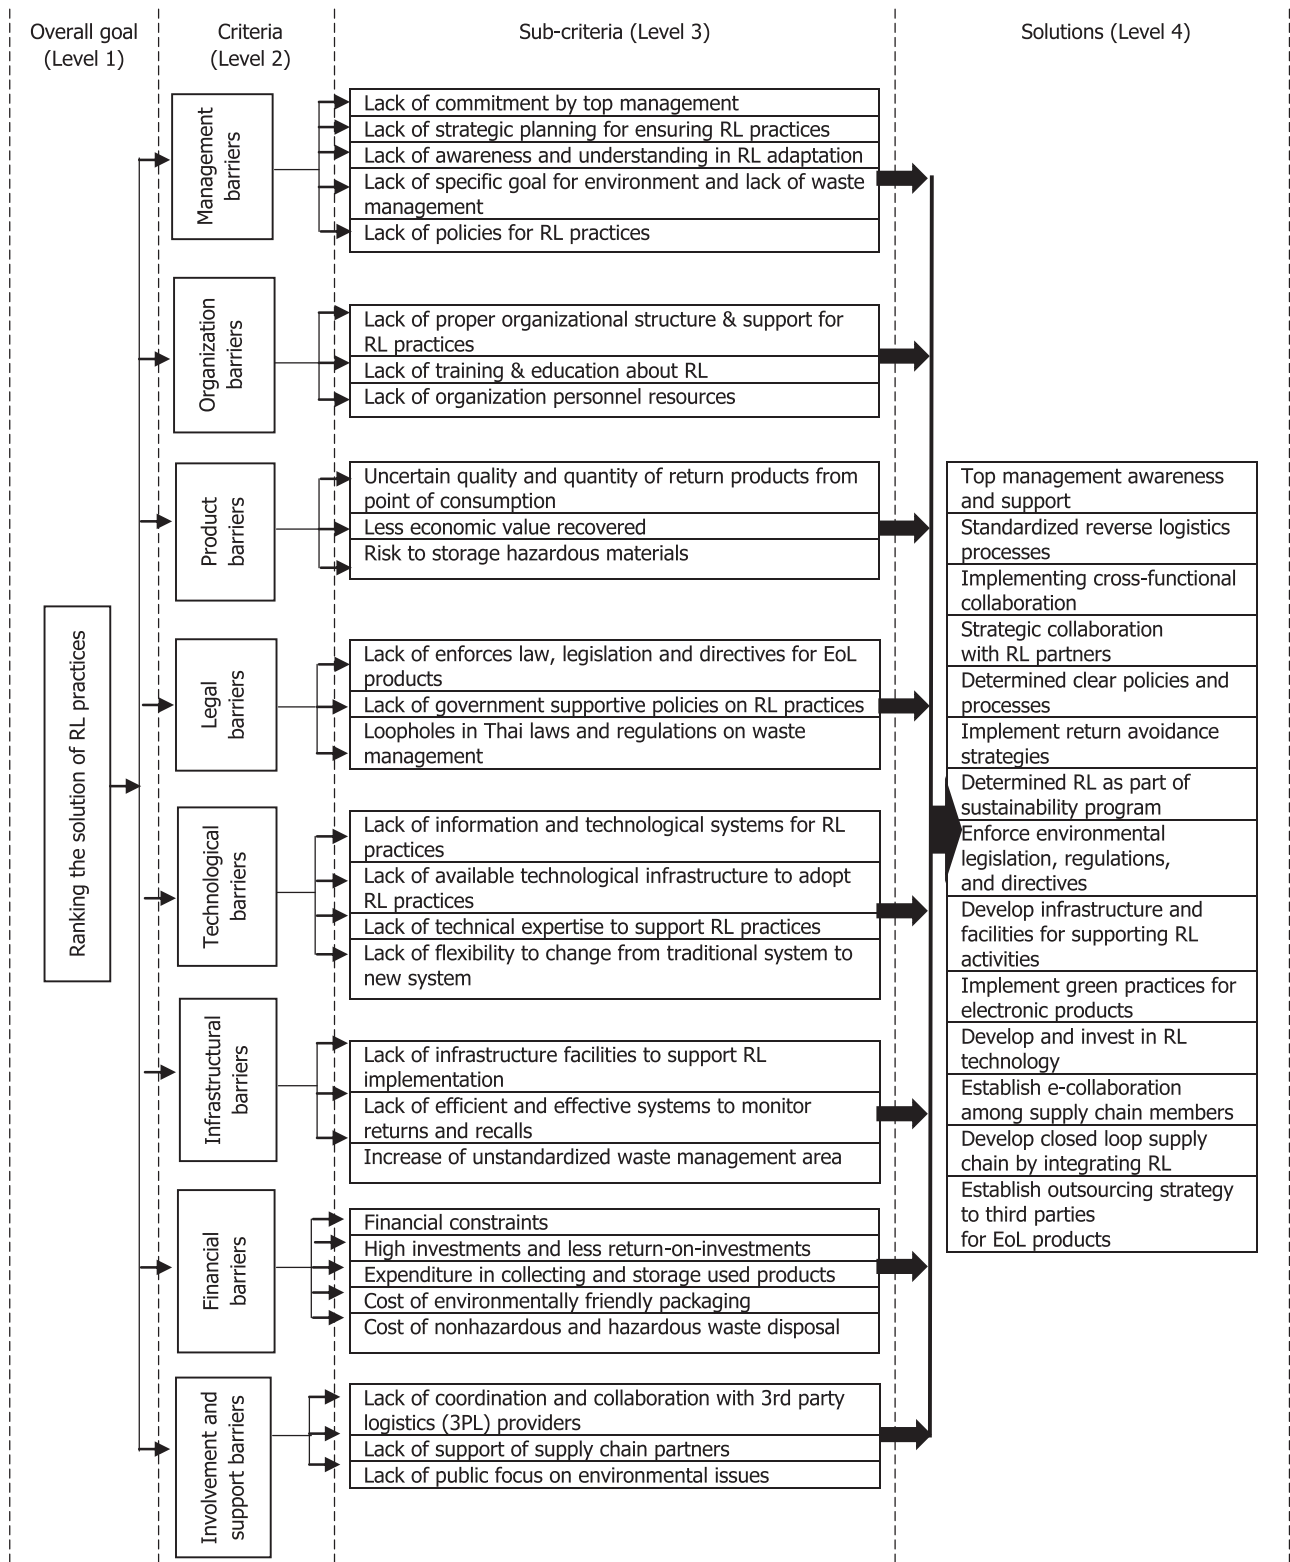 Overall goal
(Level 1)
Criteria
(Level 2)
Sub-criteria (Level 3)
Solutions (Level 4)
Ranking the solution of RL practices
Management
barriers
Lack of commitment by top management
Lack of strategic planning for ensuring RL practices
Lack of awareness and understanding in RL adaptation
Lack of specific goal for environment and lack of waste
management
Lack of policies for RL practices
Organization
barriers
Lack of proper organizational structure & support for
RL practices
Lack of training & education about RL
Lack of organization personnel resources
Product
barriers
Uncertain quality and quantity of return products from
point of consumption
Less economic value recovered
Risk to storage hazardous materials
Legal
barriers
Lack of enforces law, legislation and directives for EoL
products
Lack of government supportive policies on RL practices
Loopholes in Thai laws and regulations on waste
management
Technological
barriers
Lack of information and technological systems for RL
practices
Lack of available technological infrastructure to adopt
RL practices
Lack of technical expertise to support RL practices
Lack of flexibility to change from traditional system to
new system
Infrastructural
barriers
Lack of infrastructure facilities to support RL
implementation
Lack of efficient and effective systems to monitor
returns and recalls
Increase of unstandardized waste management area
Financial
barriers
Financial constraints
High investments and less return-on-investments
Expenditure in collecting and storage used products
Cost of environmentally friendly packaging
Cost of nonhazardous and hazardous waste disposal
Involvement and
support barriers
Lack of coordination and collaboration with 3rd party
logistics (3PL) providers
Lack of support of supply chain partners
Lack of public focus on environmental issues
Top management awareness
and support
Standardized reverse logistics
processes
Implementing cross-functional
collaboration
Strategic collaboration
with RL partners
Determined clear policies and
processes
Implement return avoidance
strategies
Determined RL as part of
sustainability program
Enforce environmental
legislation, regulations,
and directives
Develop infrastructure and
facilities for supporting RL
activities
Implement green practices for
electronic products
Develop and invest in RL
technology
Establish e-collaboration
among supply chain members
Develop closed loop supply
chain by integrating RL
Establish outsourcing strategy
to third parties
for EoL products